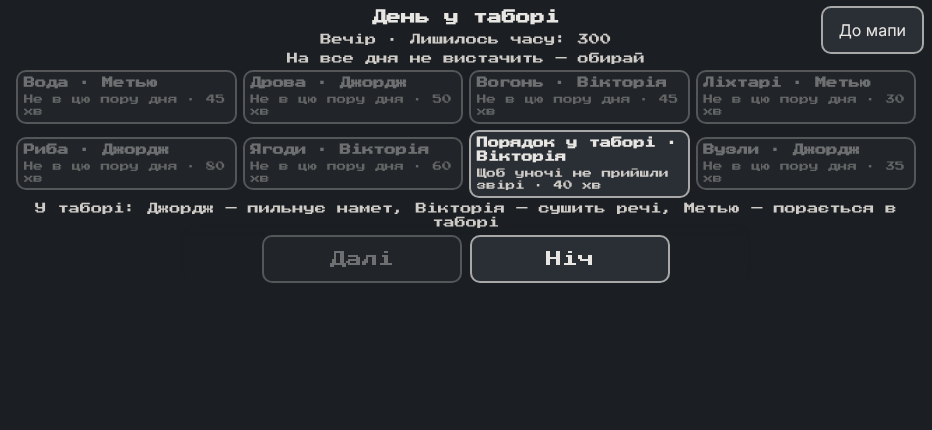 День у таборі
До мапи
Вечір · Лишилось часу: 300
На все дня не вистачить — обирай
Вода · Метью
Не в цю пору дня · 45
хв
Дрова · Джордж
Не в цю пору дня · 50
хв
Вогонь · Вікторія
Не в цю пору дня · 45
хв
Ліхтарі · Метью
Не в цю пору дня · 30
хв
Риба · Джордж
Не в цю пору дня · 80
хв
Ягоди · Вікторія
Не в цю пору дня · 60
хв
Порядок у таборі ·
Вікторія
Щоб уночі не прийшли
звірі · 40 хв
Вузли · Джордж
Не в цю пору дня · 35
хв
У таборі: Джордж — пильнує намет, Вікторія — сушить речі, Метью — порається в
таборі
Далі
Ніч